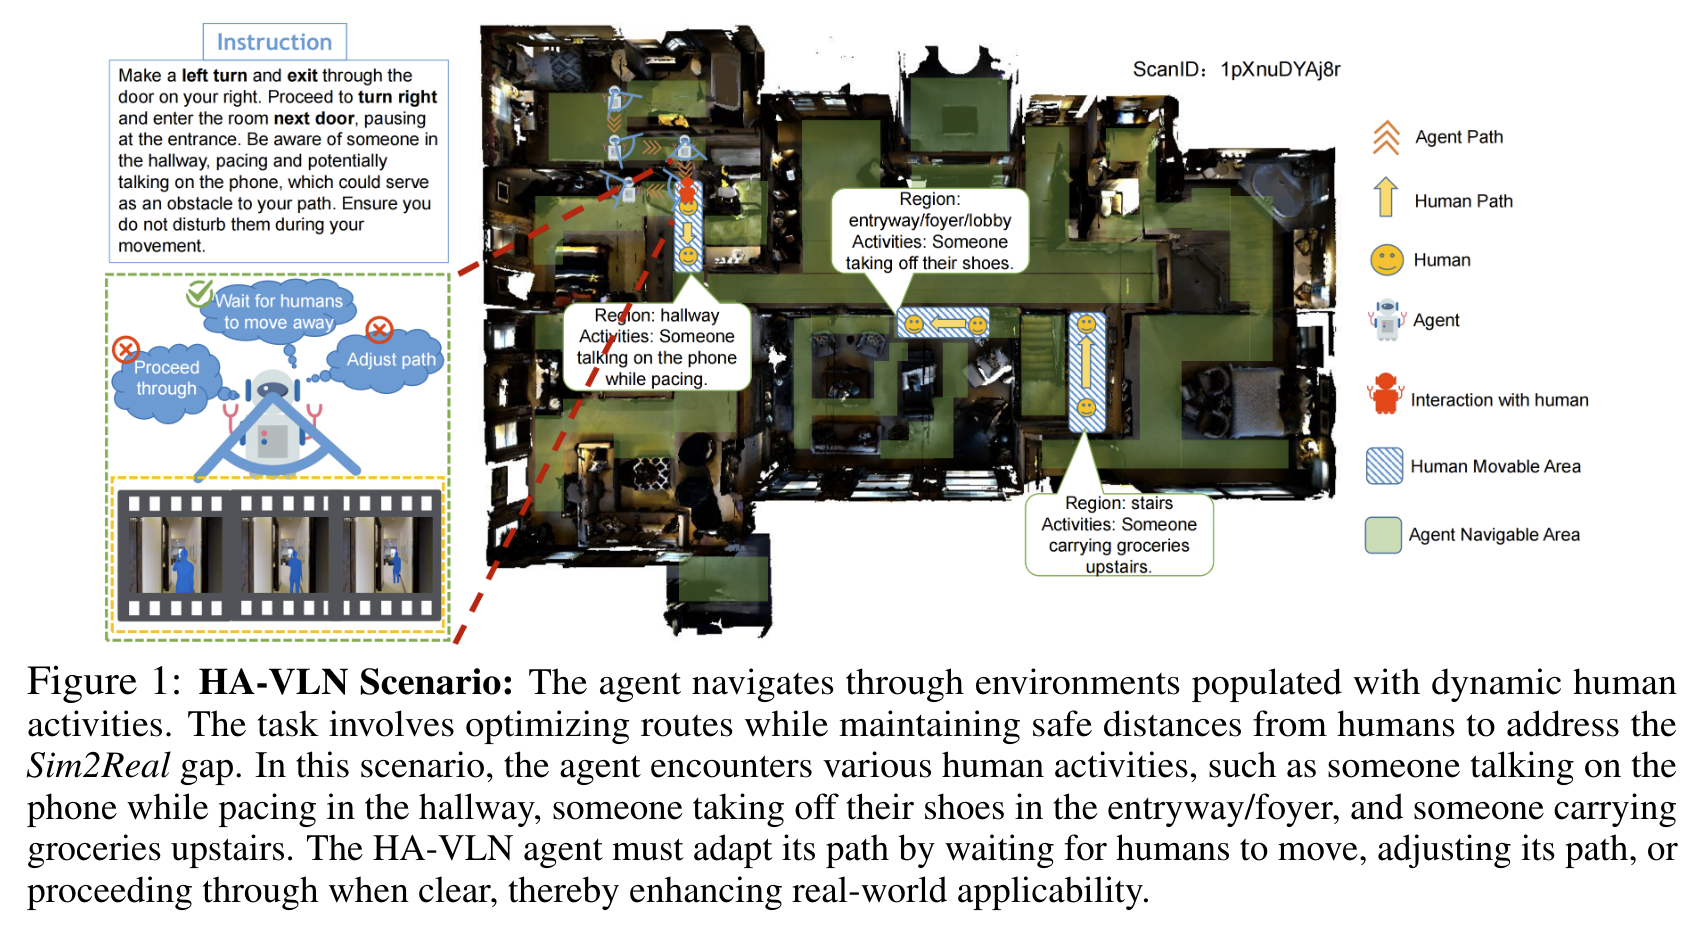 Instruction
Make a left turn and exit through the
door on your right. Proceed to turn right
and enter the room next door, pausing
at the entrance. Be aware of someone in
the hallway, pacing and potentially
talking on the phone, which could serve
as an obstacle to your path. Ensure you
do not disturb them during your
movement.
Wait for humans
to move away
Proceed
through
Adjust path
ScanID： 1pXnuDYAj8r
Region:
entryway/foyer/lobby
Activities: Someone
taking off their shoes.
Region: hallway
Activities: Someone
talking on the phone
while pacing.
Region: stairs
Activities: Someone
carrying groceries
upstairs.
Agent Path
Human Path
Human
Agent
Interaction with human
Human Movable Area
Agent Navigable Area
Figure 1: HA-VLN Scenario: The agent navigates through environments populated with dynamic human
activities. The task involves optimizing routes while maintaining safe distances from humans to address the
Sim2Real gap. In this scenario, the agent encounters various human activities, such as someone talking on the
phone while pacing in the hallway, someone taking off their shoes in the entryway/foyer, and someone carrying
groceries upstairs. The HA-VLN agent must adapt its path by waiting for humans to move, adjusting its path, or
proceeding through when clear, thereby enhancing real-world applicability.